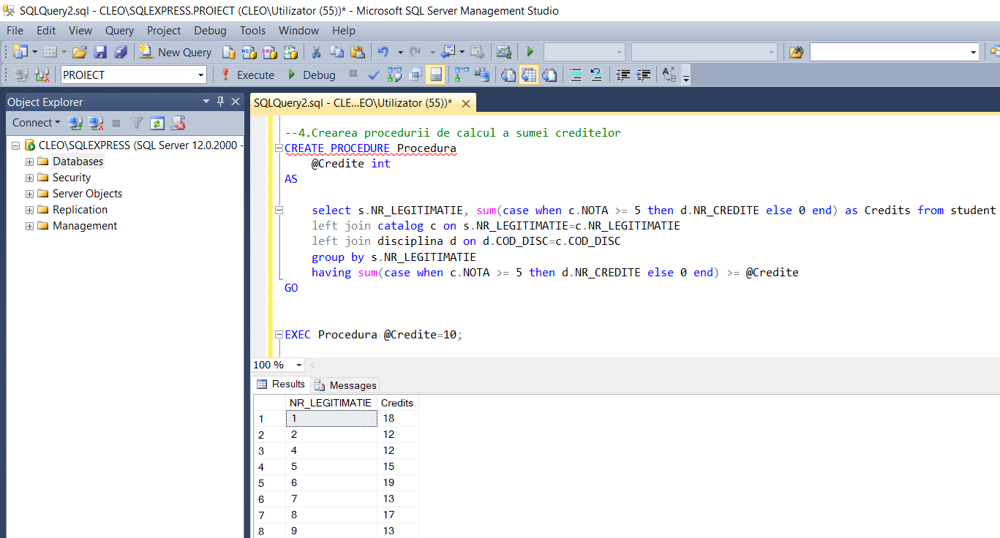 SQLQuery2.sql - CLEO\SQLEXPRESS.PROIECT (CLEO\Utilizator (55))* - Microsoft SQL Server Management Studio
File Edit View Query Project Debug Tools Window Help
New Query
PROIECT Execute Debug
Object Explorer
Connect
CLEO\SQLEXPRESS (SQL Server 12.0.2000 -
Databases
Security
Server Objects
Replication
Management
SQLQuery2.sql - CLE...EO\Utilizator (55))*
--4.Crearea procedurii de calcul a sumei creditelor
CREATE PROCEDURE Procedura
@Credite int
AS
select s.NR_LEGITIMATIE, sum(case when c.NOTA >= 5 then d.NR_CREDITE else 0 end) as Credits from student
left join catalog c on s.NR_LEGITIMATIE=c.NR_LEGITIMATIE
left join disciplina d on d.COD_DISC=c.COD_DISC
group by s.NR_LEGITIMATIE
having sum(case when c.NOTA >= 5 then d.NR_CREDITE else 0 end) >= @Credite
GO
EXEC Procedura @Credite=10;
100 %
Results Messages
NR_LEGITIMATIE Credits
1 1 18
2 2 12
3 4 12
4 5 15
5 6 19
6 7 13
7 8 17
8 9 13